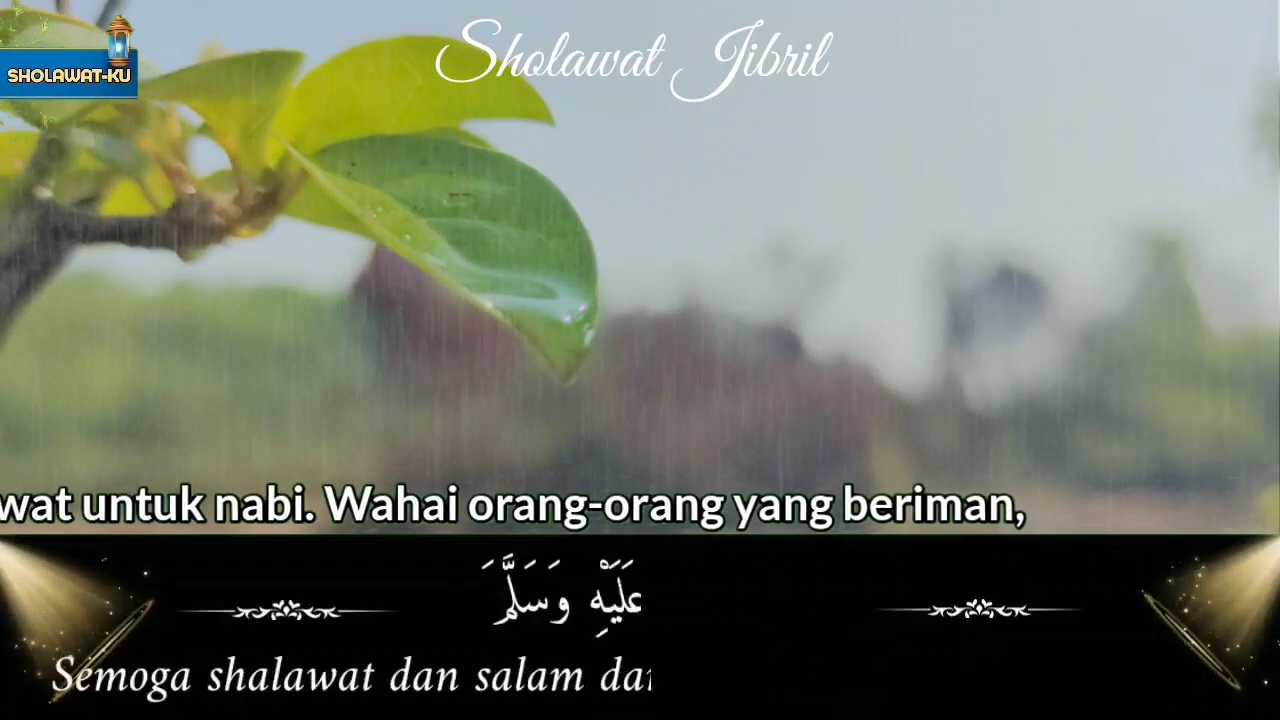 Sholawat Jibril
SHOLAWAT-KU
wat untuk nabi. Wahai orang-orang yang beriman,
عَلَيْهِ وَسَلَّمَ
Semoga shalawat dan salam da